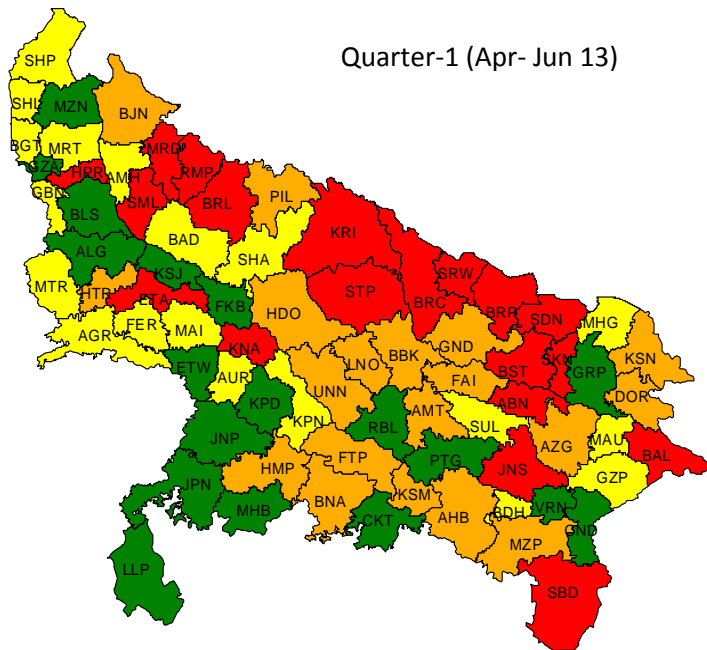 Quarter-1 (Apr- Jun 13)
SHP
SHL
MZN
BJN
BGT
MRT
MRD
GZA
HPR
AMH
RMP
GBN
SML
BRL
PIL
BLS
BAD
KRI
ALG
SHA
SRW
KSJ
MTR
HTR
ETA
STP
BRC
BRP
FKB
SDN
HDO
MHG
AGR
FER
MAI
KNA
GND
KSN
BBK
LNO
BST
SKN
GRP
ETW
AUR
UNN
FAI
DOR
KPD
ABN
AMT
KPN
RBL
SUL
JNP
AZG
MAU
BAL
FTP
PTG
JNS
HMP
GZP
JPN
BNA
KSM
MHB
CKT
AHB
BDH
VRN
GND
MZP
LLP
SBD